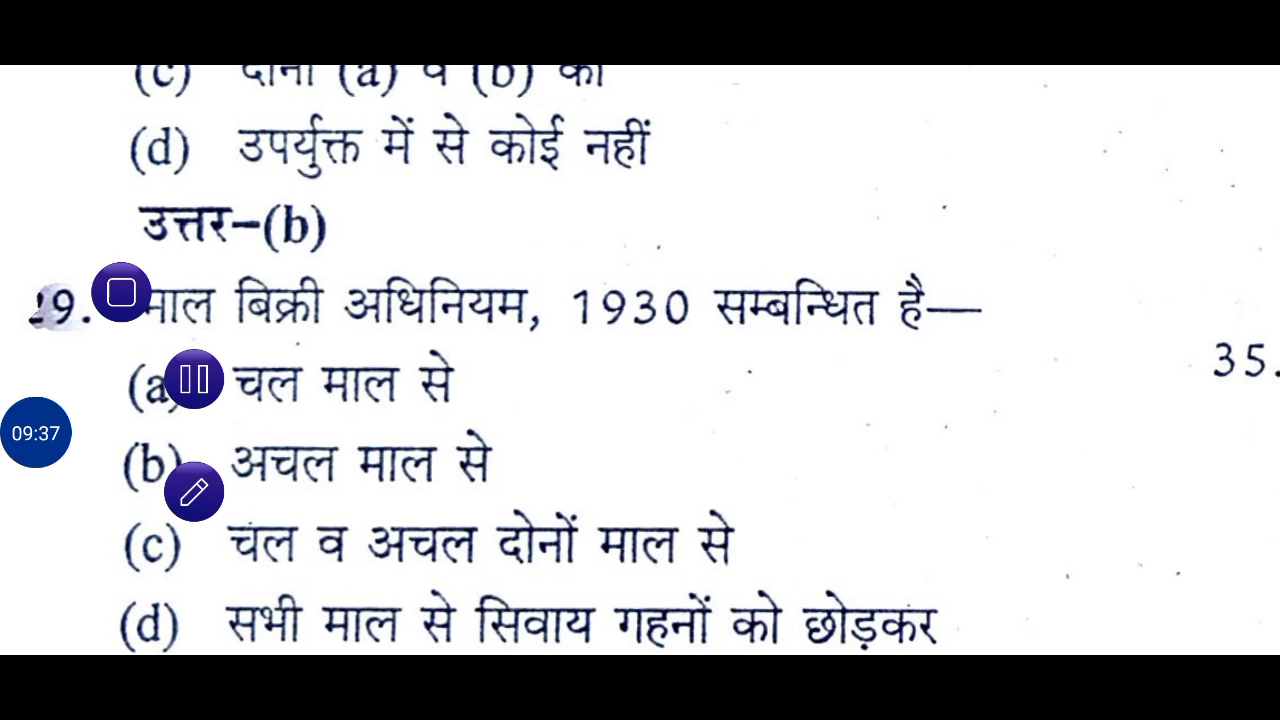 (c) दोनों (a) व (b) को
(d) उपर्युक्त में से कोई नहीं
उत्तर–(b)
29. माल बिक्री अधिनियम, 1930 सम्बन्धित है—
35.
(a) चल माल से
09:37
(b) अचल माल से
(c) चल व अचल दोनों माल से
(d) सभी माल से सिवाय गहनों को छोड़कर